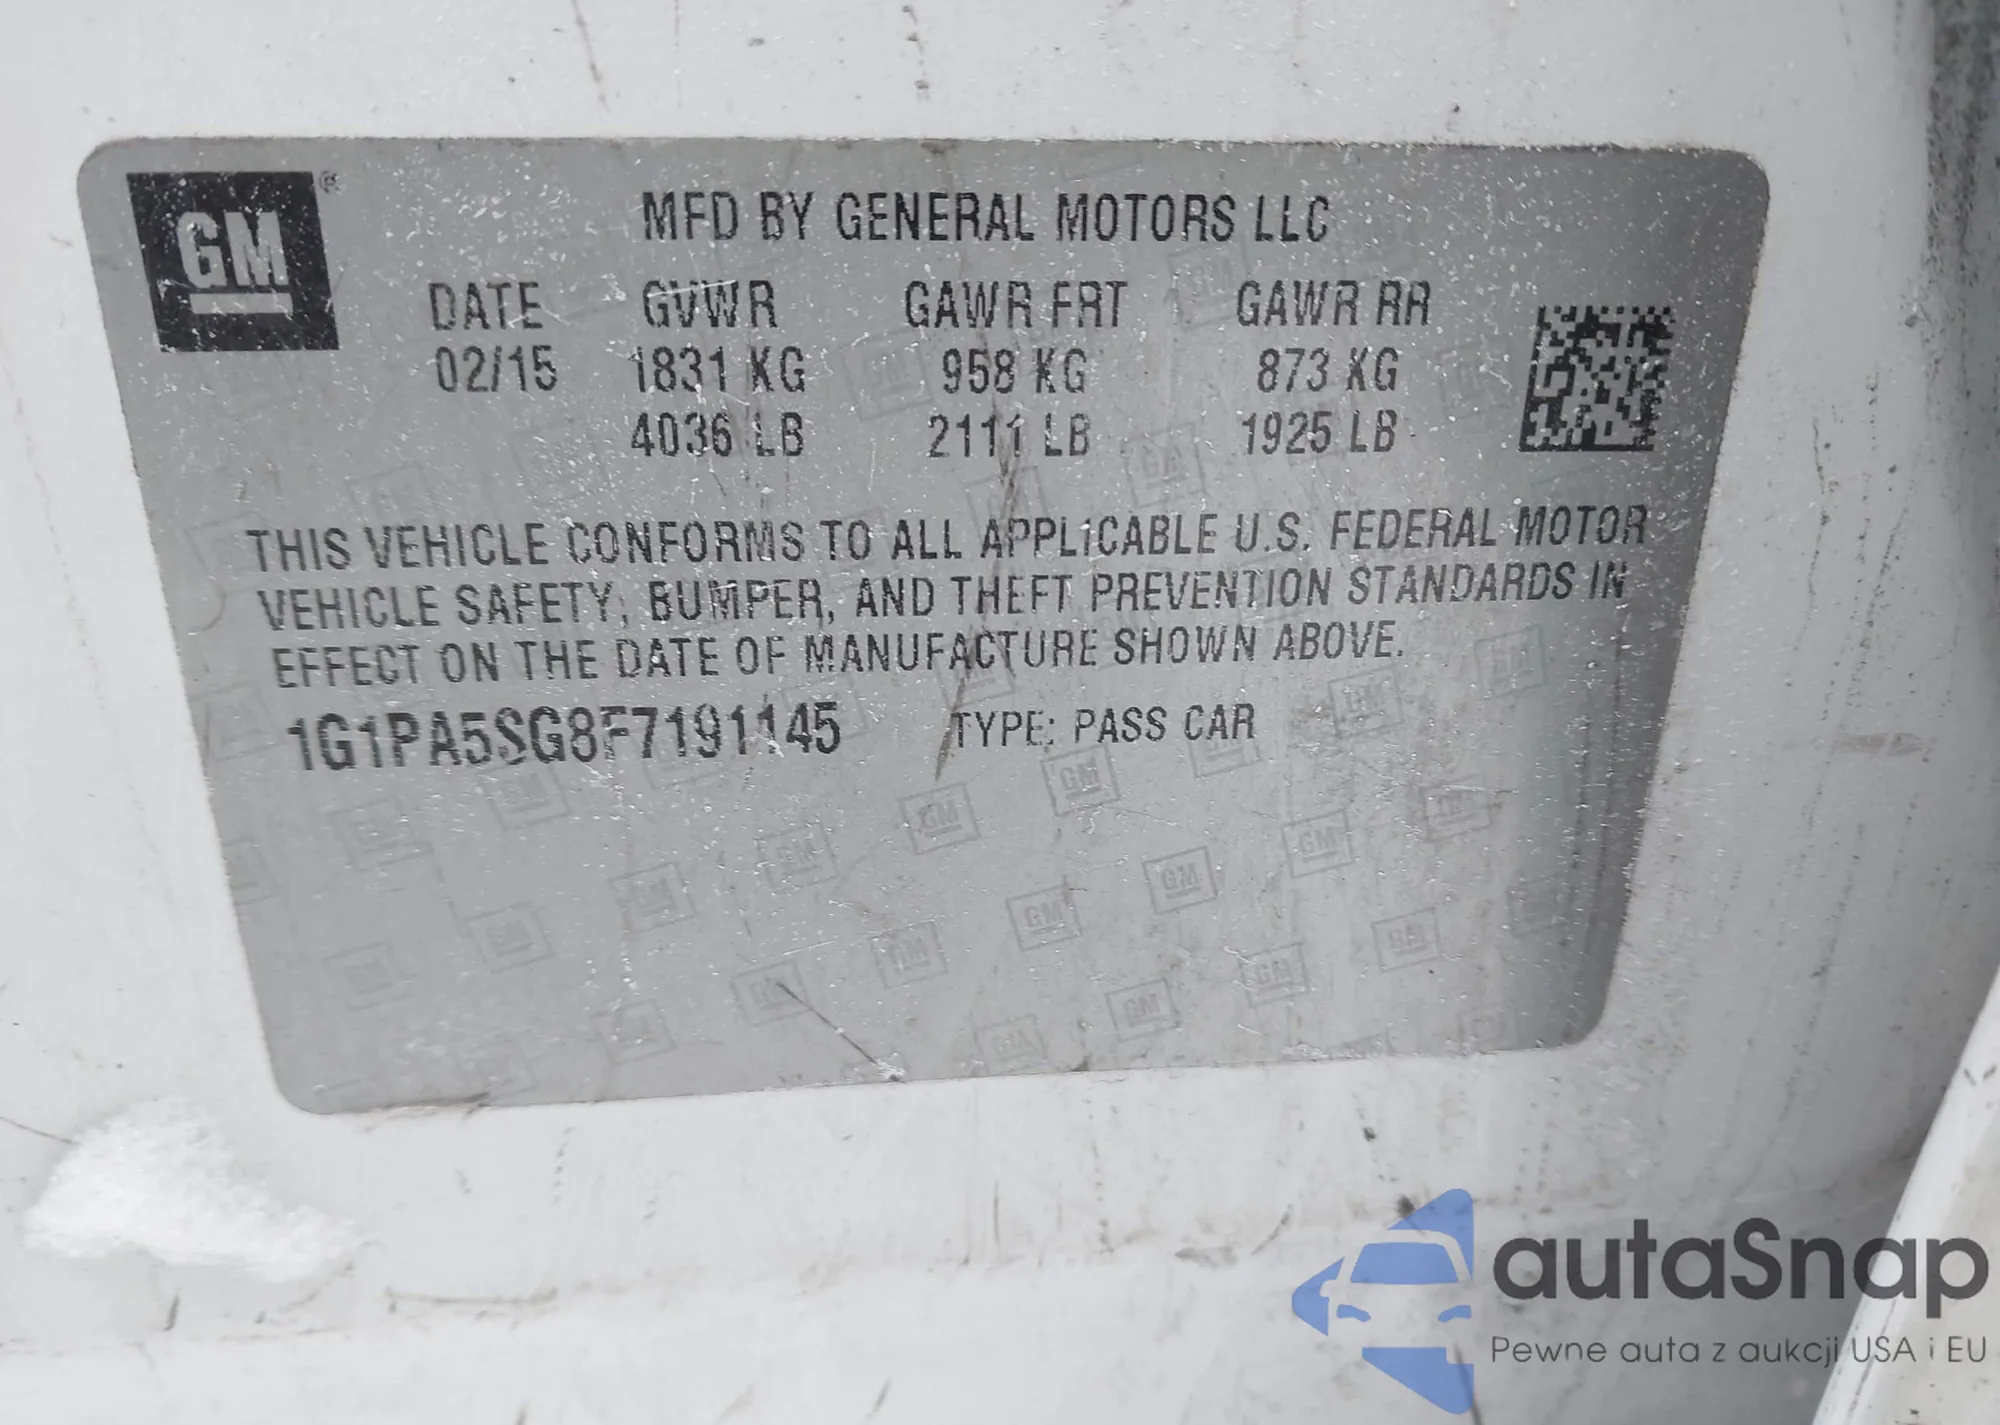 GM ®
MFD BY GENERAL MOTORS LLC
DATE GVWR GAWR FRT GAWR RR
02/15 1831 KG 958 KG 873 KG
4036 LB 2111 LB 1925 LB
THIS VEHICLE CONFORMS TO ALL APPLICABLE U.S. FEDERAL MOTOR
VEHICLE SAFETY, BUMPER, AND THEFT PREVENTION STANDARDS IN
EFFECT ON THE DATE OF MANUFACTURE SHOWN ABOVE.
1G1PA5SG8F7191145 TYPE: PASS CAR
autaSnap
Pewne auta z aukcji USA i EU